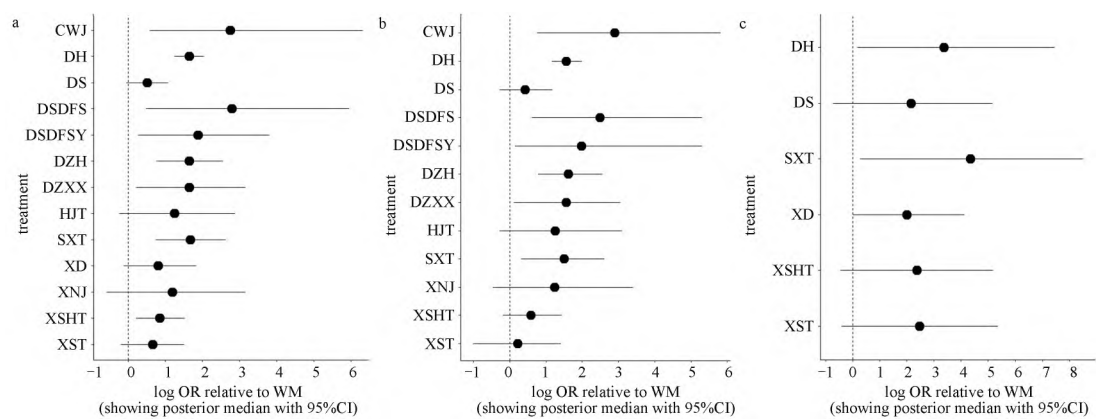 a
CWJ
DH
DS
DSDFS
DSDFSY
DZH
DZXX
HJT
SXT
XD
XNJ
XSHT
XST
treatment
−1 0 1 2 3 4 5 6
log OR relative to WM
(showing posterior median with 95%CI)
b
CWJ
DH
DS
DSDFS
DSDFSY
DZH
DZXX
HJT
SXT
XNJ
XSHT
XST
treatment
−1 0 1 2 3 4 5 6
log OR relative to WM
(showing posterior median with 95%CI)
c
DH
DS
SXT
XD
XSHT
XST
treatment
−1 0 1 2 3 4 5 6 7 8
log OR relative to WM
(showing posterior median with 95%CI)